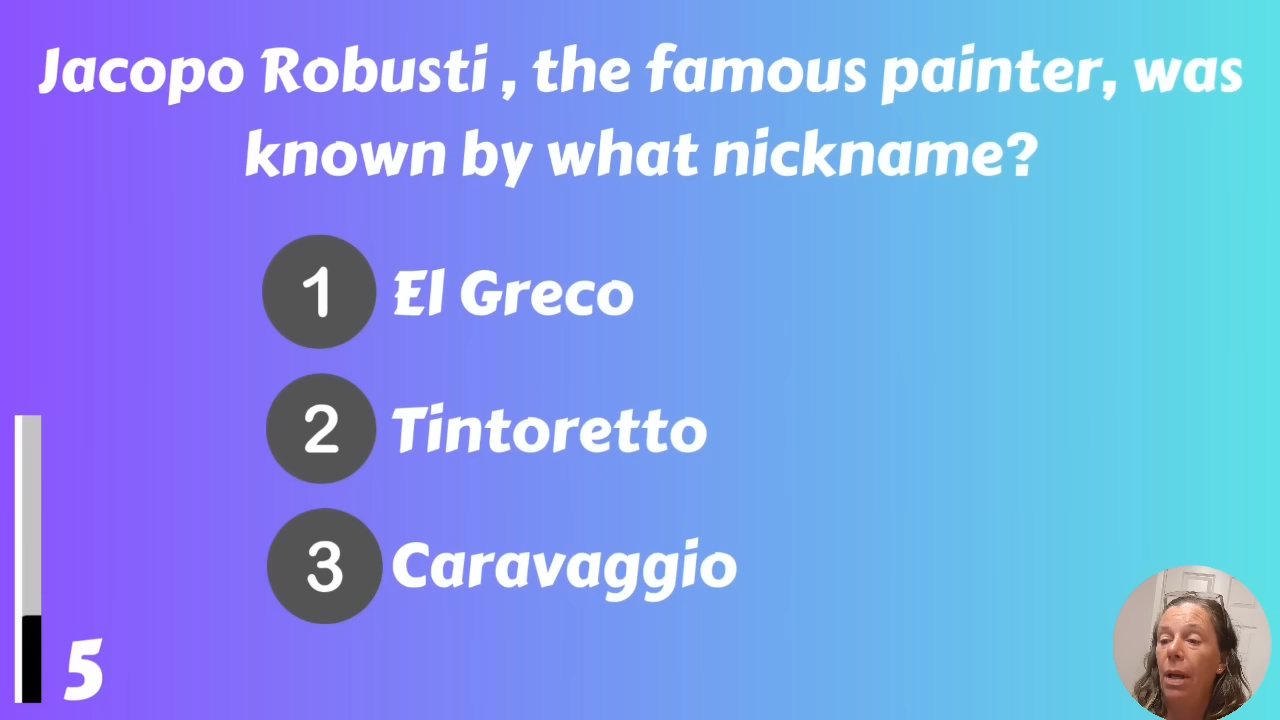 Jacopo Robusti , the famous painter, was
known by what nickname?
1 El Greco
2 Tintoretto
3 Caravaggio
5